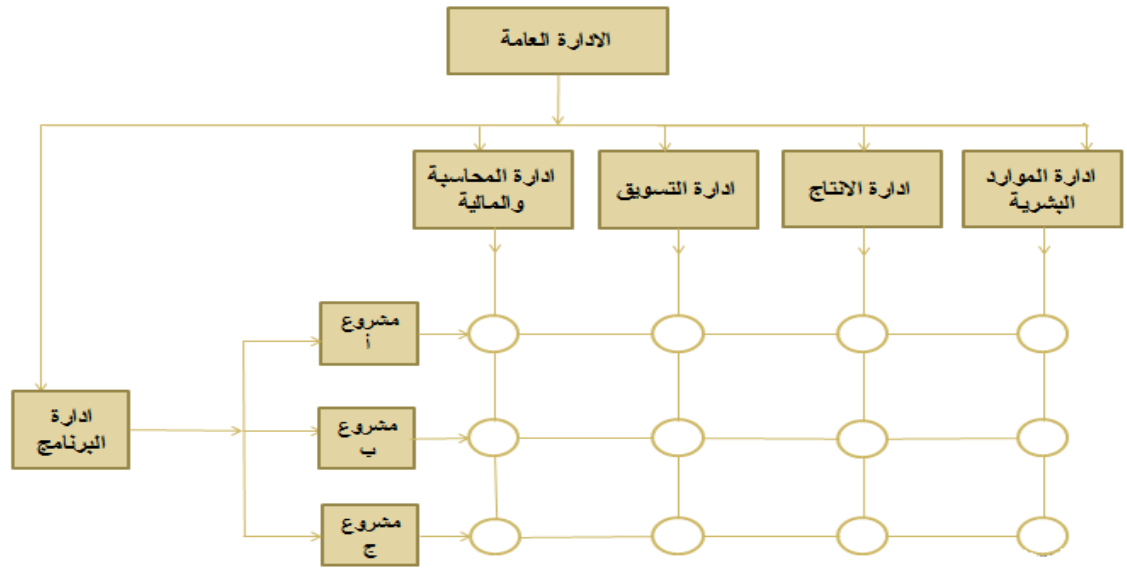 الادارة العامة
ادارة الموارد
البشرية
ادارة الانتاج
ادارة التسويق
ادارة المحاسبة
والمالية
مشروع
أ
ادارة
البرنامج
مشروع
ب
مشروع
ج